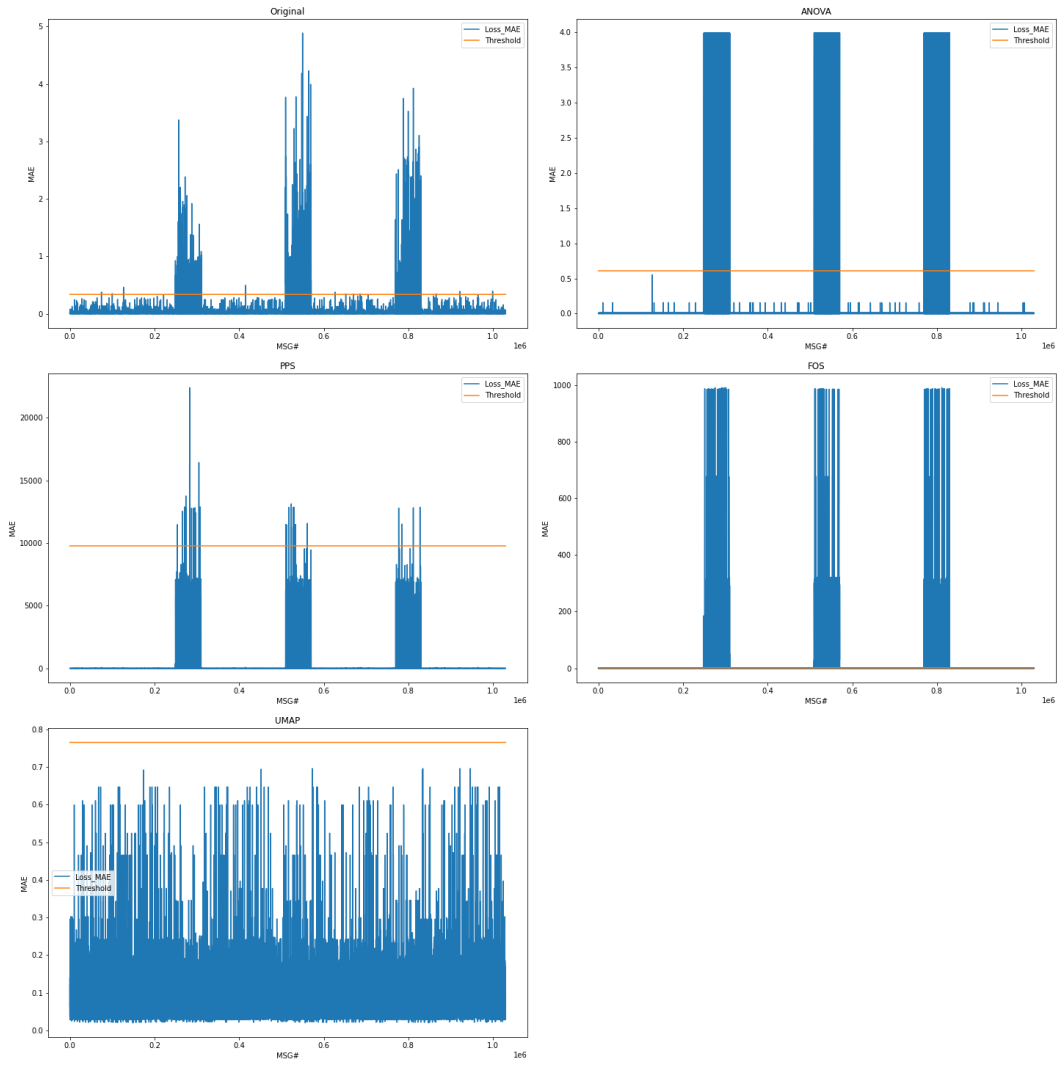 Original
5
4
3
2
1
0
MAE
Loss_MAE
Threshold
0.0
0.2
0.4
0.6
0.8
1.0
1e6
MSG#
ANOVA
4.0
3.5
3.0
2.5
2.0
1.5
1.0
0.5
0.0
MAE
Loss_MAE
Threshold
0.0
0.2
0.4
0.6
0.8
1.0
1e6
MSG#
PPS
20000
15000
10000
5000
0
MAE
Loss_MAE
Threshold
0.0
0.2
0.4
0.6
0.8
1.0
1e6
MSG#
FOS
1000
800
600
400
200
0
MAE
Loss_MAE
Threshold
0.0
0.2
0.4
0.6
0.8
1.0
1e6
MSG#
UMAP
0.8
0.7
0.6
0.5
0.4
0.3
0.2
0.1
0.0
MAE
Loss_MAE
Threshold
0.0
0.2
0.4
0.6
0.8
1.0
1e6
MSG#